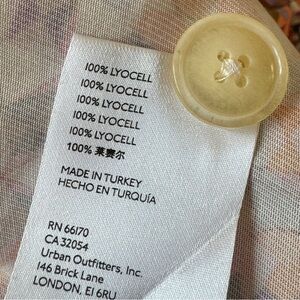 100% LYOCELL
100% LYOCELL
100% LYOCELL
100% LYOCELL
100% LYOCELL
100% 莱赛尔
MADE IN TURKEY
HECHO EN TURQUÍA
RN 66170
CA 32054
Urban Outfitters, Inc.
146 Brick Lane
LONDON, E1 6RU